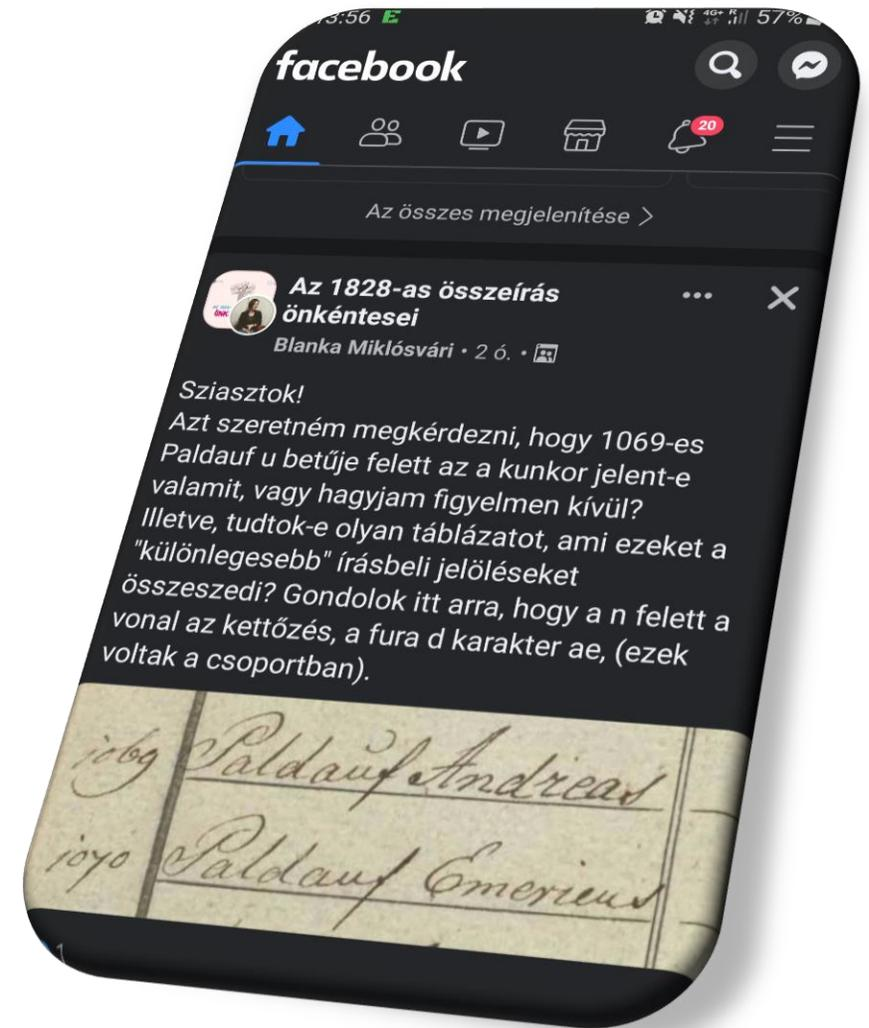 3:56 E 4G+ R 57%
facebook
20
Az összes megjelenítése >
Az 1828-as összeírás
önkéntesei
Blanka Miklósvári • 2 ó. •
Sziasztok!
Azt szeretném megkérdezni, hogy 1069-es
Paldauf u betűje felett az a kunkor jelent-e
valamit, vagy hagyjam figyelmen kívül?
Illetve, tudtok-e olyan táblázatot, ami ezeket a
"különlegesebb" írásbeli jelöléseket
összeszedi? Gondolok itt arra, hogy a n felett a
vonal az kettőzés, a fura d karakter ae, (ezek
voltak a csoportban).
1069 Paldauf Andreas
1070 Paldauf Emericus